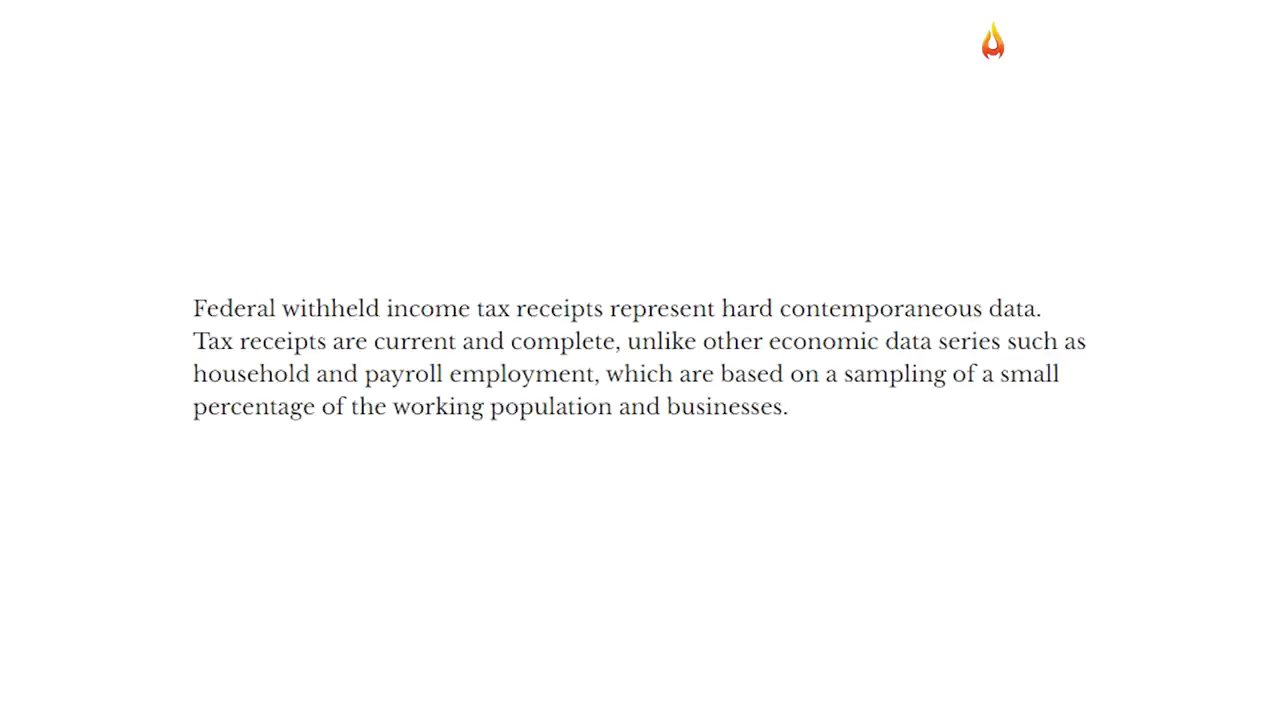 Federal withheld income tax receipts represent hard contemporaneous data.
Tax receipts are current and complete, unlike other economic data series such as
household and payroll employment, which are based on a sampling of a small
percentage of the working population and businesses.